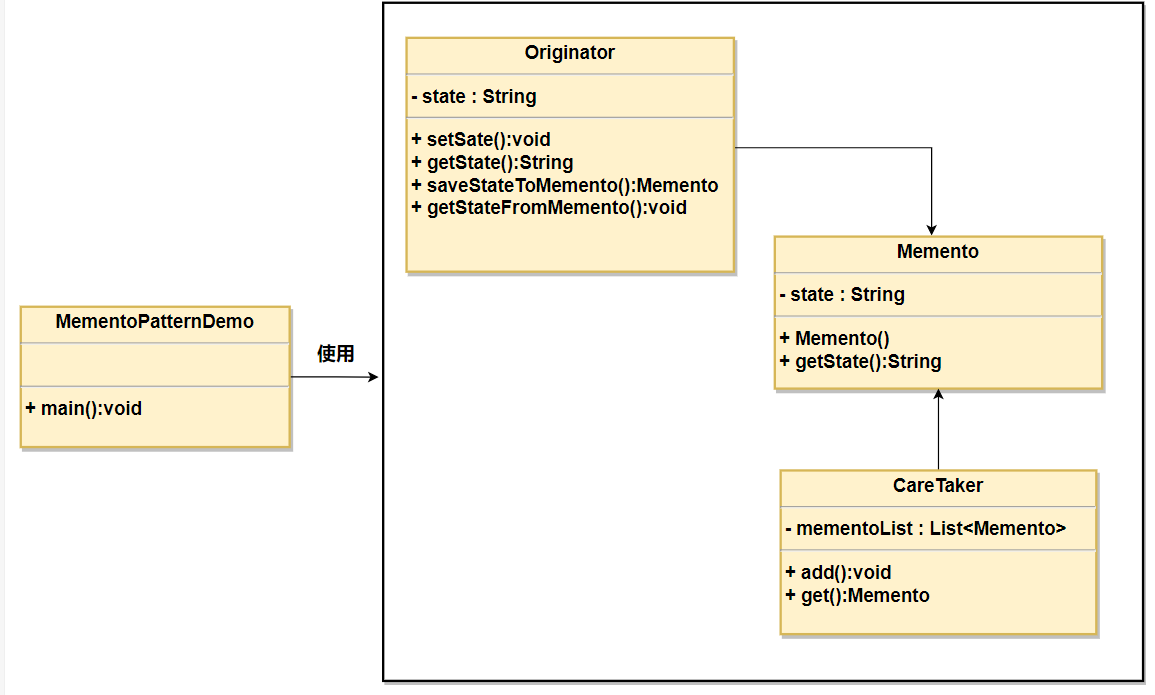 Originator
- state : String
+ setSate():void
+ getState():String
+ saveStateToMemento():Memento
+ getStateFromMemento():void
Memento
- state : String
+ Memento()
+ getState():String
MementoPatternDemo
+ main():void
使用
CareTaker
- mementoList : List<Memento>
+ add():void
+ get():Memento